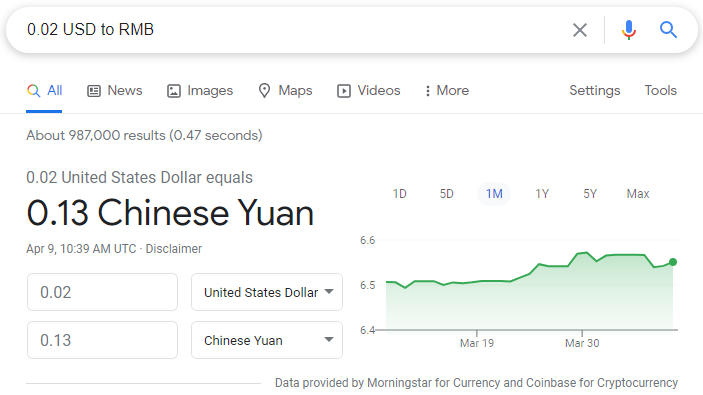 0.02 USD to RMB
All News Images Maps Videos More Settings Tools
About 987,000 results (0.47 seconds)
0.02 United States Dollar equals
0.13 Chinese Yuan
Apr 9, 10:39 AM UTC · Disclaimer
0.02 United States Dollar
0.13 Chinese Yuan
1D 5D 1M 1Y 5Y Max
6.6
6.5
6.4
Mar 19 Mar 30
Data provided by Morningstar for Currency and Coinbase for Cryptocurrency